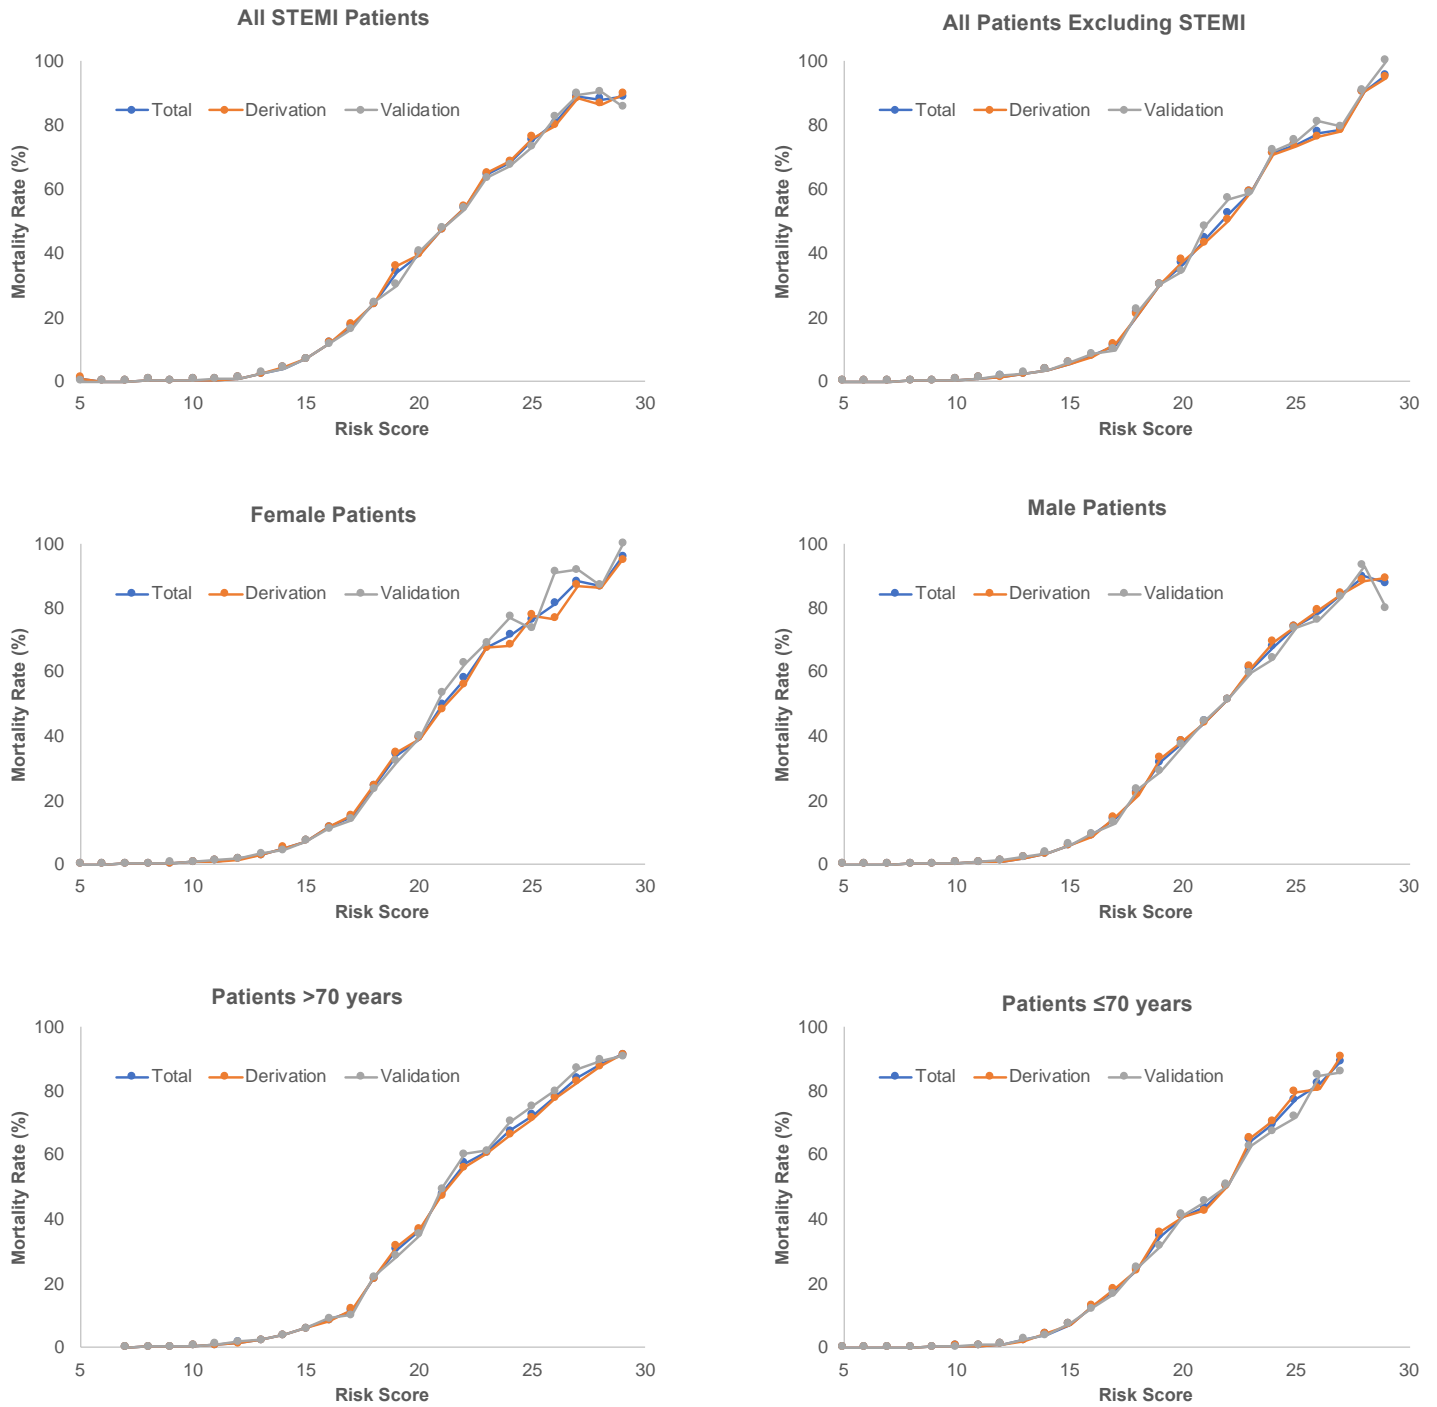 All STEMI Patients
100
80
60
40
20
0
Mortality Rate (%)
Total Derivation Validation
5 10 15 20 25 30
Risk Score
All Patients Excluding STEMI
100
80
60
40
20
0
Mortality Rate (%)
Total Derivation Validation
5 10 15 20 25 30
Risk Score
Female Patients
100
80
60
40
20
0
Mortality Rate (%)
Total Derivation Validation
5 10 15 20 25 30
Risk Score
Male Patients
100
80
60
40
20
0
Mortality Rate (%)
Total Derivation Validation
5 10 15 20 25 30
Risk Score
Patients >70 years
100
80
60
40
20
0
Mortality Rate (%)
Total Derivation Validation
5 10 15 20 25 30
Risk Score
Patients ≤70 years
100
80
60
40
20
0
Mortality Rate (%)
Total Derivation Validation
5 10 15 20 25 30
Risk Score